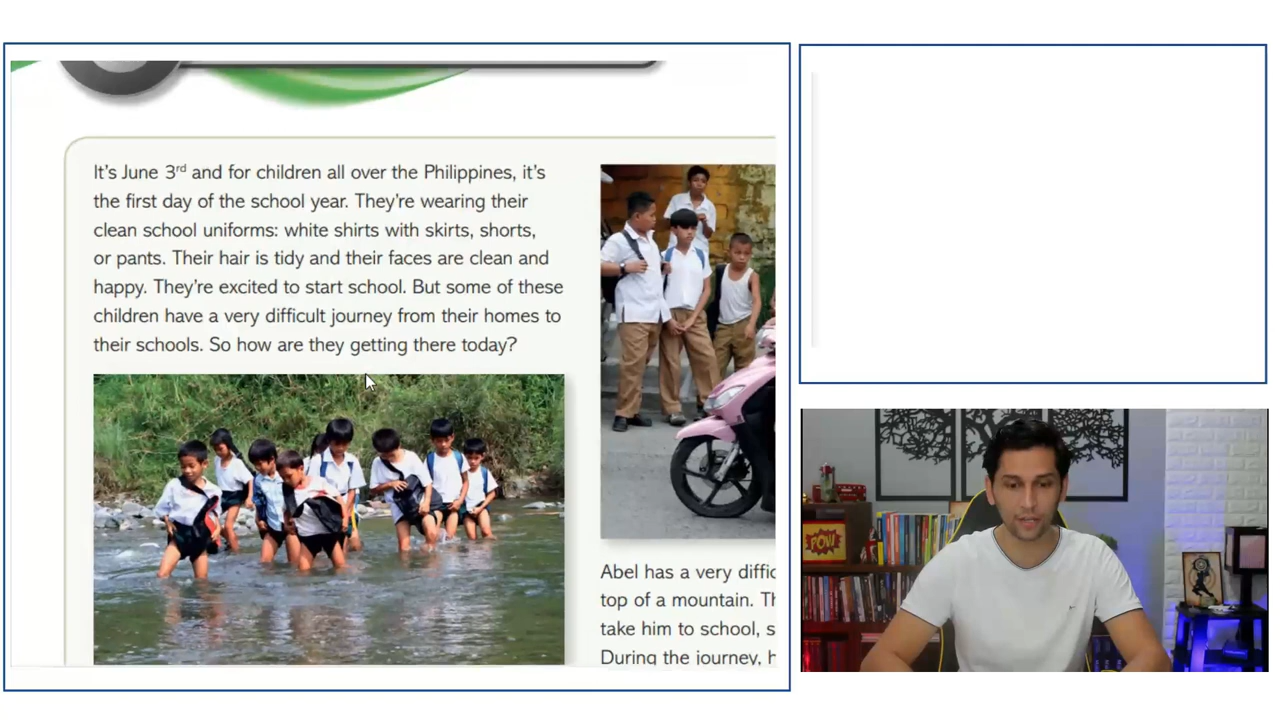 It's June 3rd and for children all over the Philippines, it's
the first day of the school year. They're wearing their
clean school uniforms: white shirts with skirts, shorts,
or pants. Their hair is tidy and their faces are clean and
happy. They're excited to start school. But some of these
children have a very difficult journey from their homes to
their schools. So how are they getting there today?
Abel has a very
top of a mountain.
take him to school,
During the journey,
POW